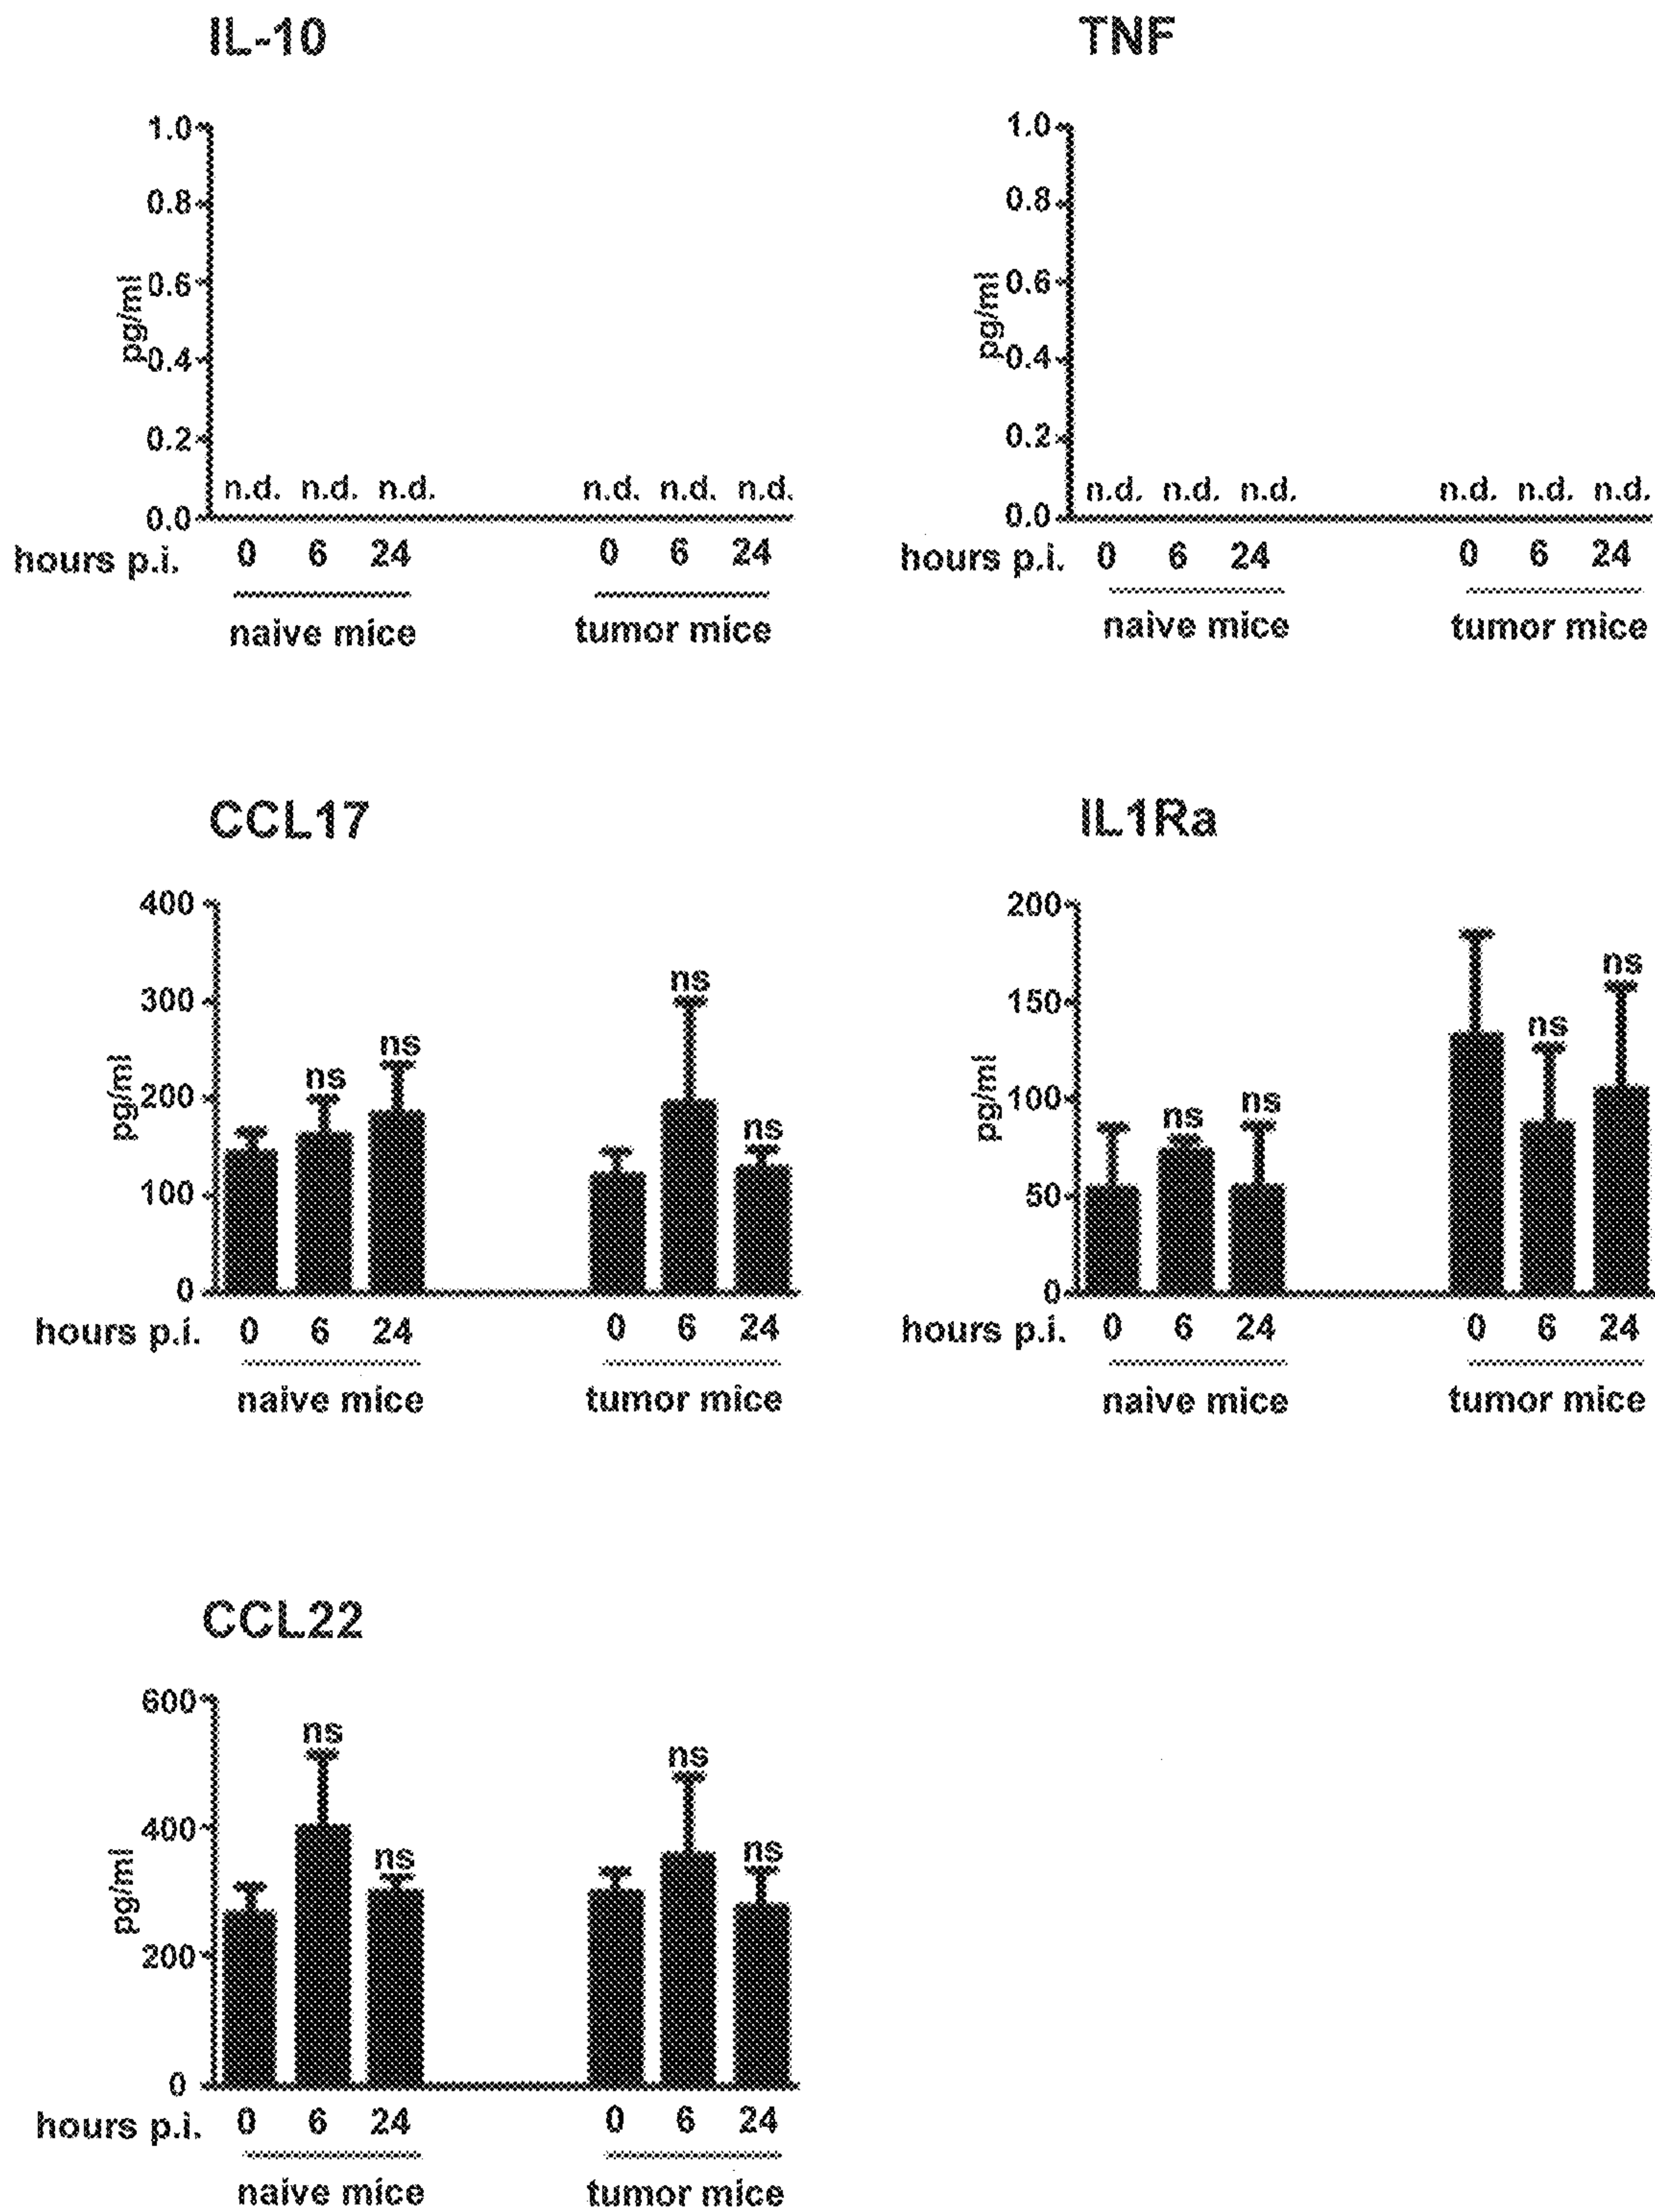 IL-10
1.0
0.8
0.6
0.4
0.2
0.0
pg/ml
n.d. n.d. n.d. n.d. n.d. n.d.
hours p.i. 0 6 24 0 6 24
naive mice tumor mice
TNF
1.0
0.8
0.6
0.4
0.2
0.0
pg/ml
n.d. n.d. n.d. n.d. n.d. n.d.
hours p.i. 0 6 24 0 6 24
naive mice tumor mice
CCL17
400
300
200
100
0
pg/ml
ns ns ns ns
hours p.i. 0 6 24 0 6 24
naive mice tumor mice
IL1Ra
200
150
100
50
0
pg/ml
ns ns ns ns
hours p.i. 0 6 24 0 6 24
naive mice tumor mice
CCL22
600
400
200
0
pg/ml
ns ns ns ns
hours p.i. 0 6 24 0 6 24
naive mice tumor mice